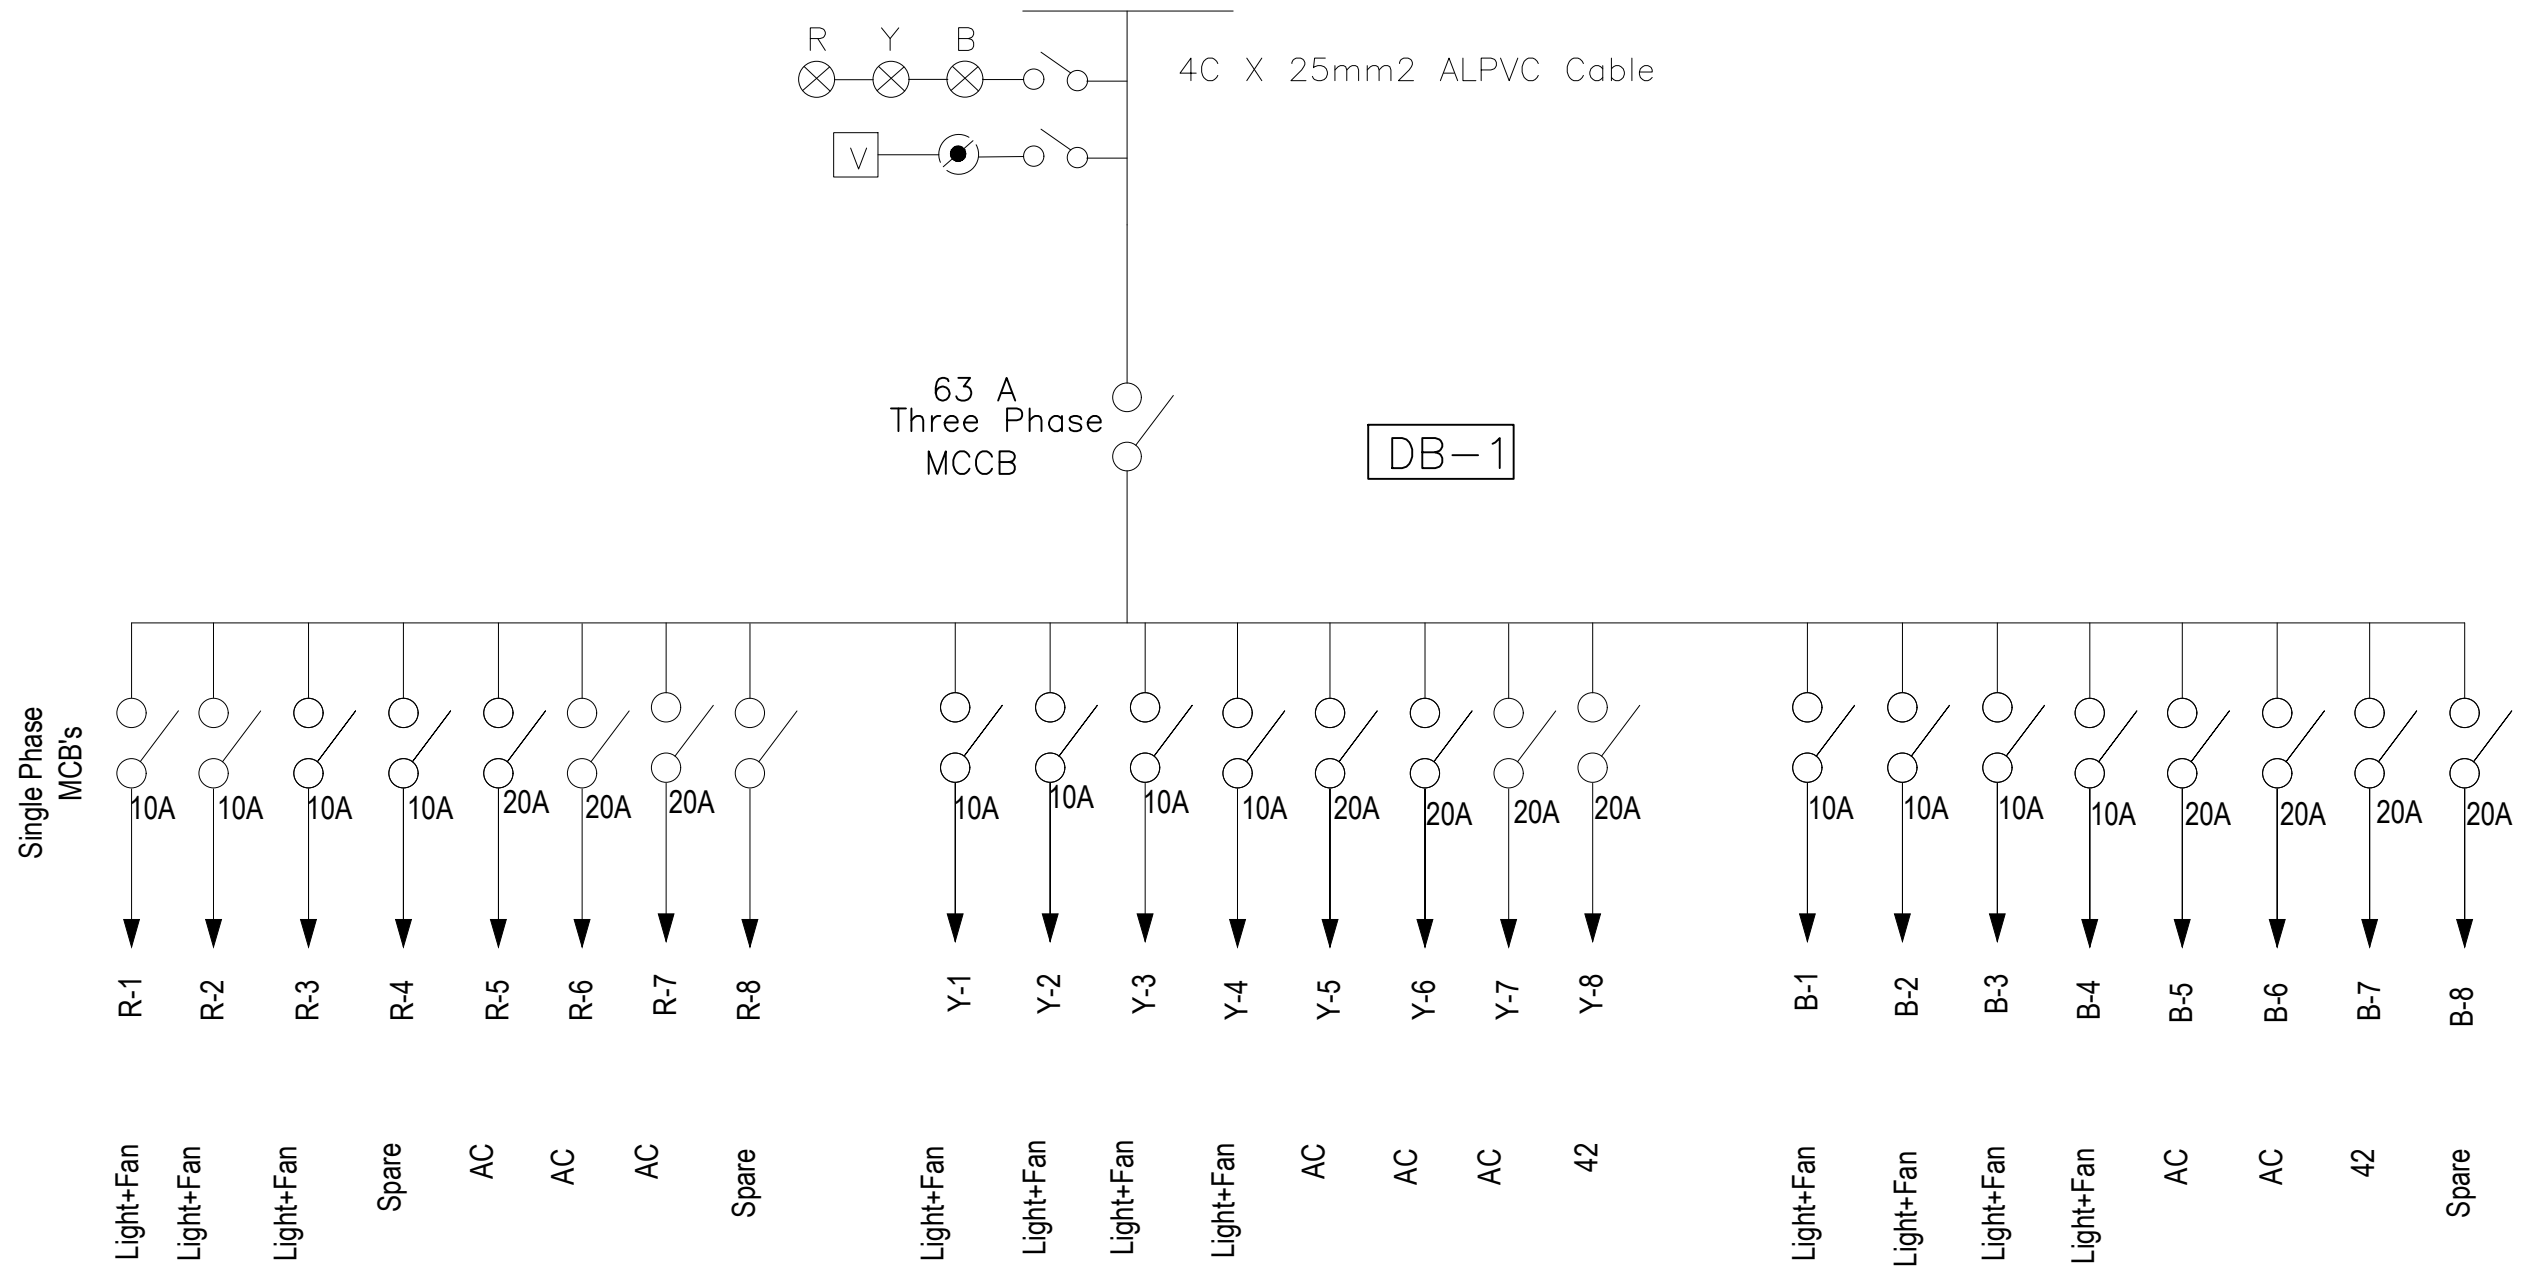 R Y B
4C X 25mm2 ALPVC Cable
V
63 A
Three Phase
MCCB
DB-1
Single Phase
MCB's
10A 10A 10A 10A 20A 20A 20A 10A 10A 10A 10A 20A 20A 20A 20A 10A 10A 10A 10A 20A 20A 20A 20A
R-1 R-2 R-3 R-4 R-5 R-6 R-7 R-8 Y-1 Y-2 Y-3 Y-4 Y-5 Y-6 Y-7 Y-8 B-1 B-2 B-3 B-4 B-5 B-6 B-7 B-8
Light+Fan Light+Fan Light+Fan Spare AC AC AC Spare Light+Fan Light+Fan Light+Fan Light+Fan AC AC AC 42 Light+Fan Light+Fan Light+Fan Light+Fan AC AC 42 Spare